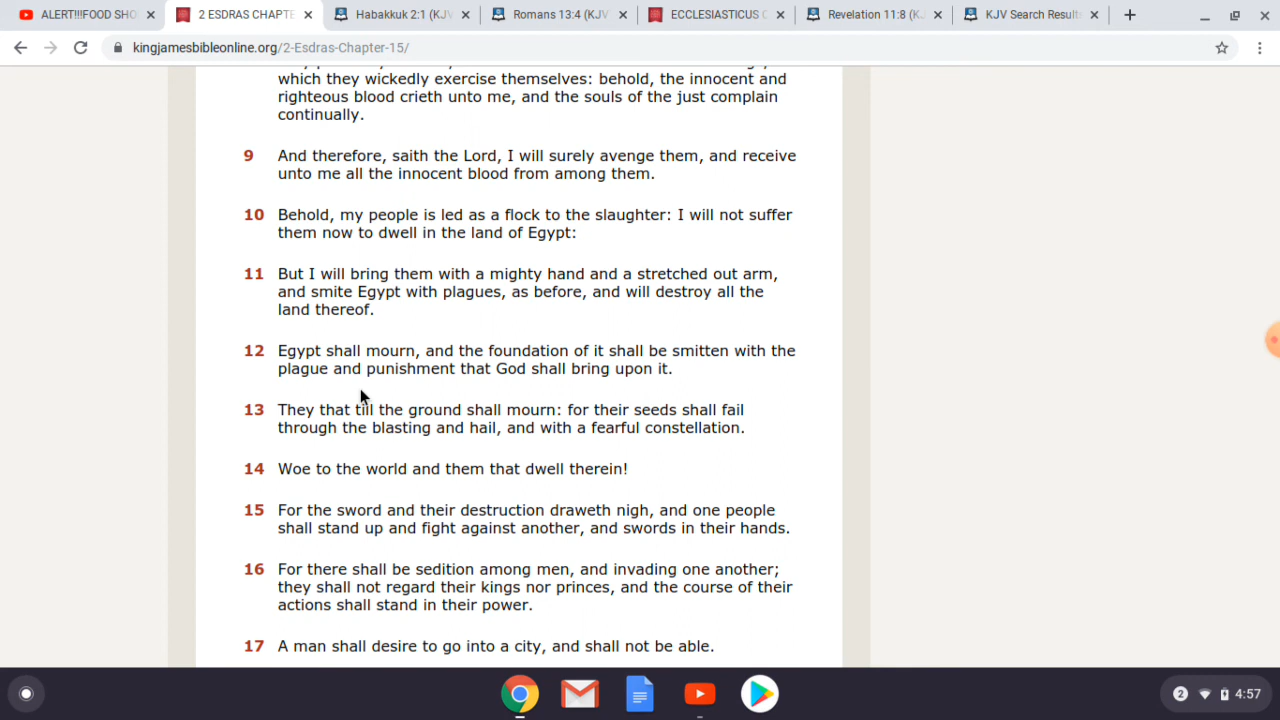 ALERT!!!FOOD SHO
2 ESDRAS CHAPTE
Habakkuk 2:1 (KJV
Romans 13:4 (KJV
ECCLESIASTICUS C
Revelation 11:8 (KJ
KJV Search Results
kingjamesbibleonline.org/2-Esdras-Chapter-15/
which they wickedly exercise themselves: behold, the innocent and
righteous blood crieth unto me, and the souls of the just complain
continually.
9 And therefore, saith the Lord, I will surely avenge them, and receive
unto me all the innocent blood from among them.
10 Behold, my people is led as a flock to the slaughter: I will not suffer
them now to dwell in the land of Egypt:
11 But I will bring them with a mighty hand and a stretched out arm,
and smite Egypt with plagues, as before, and will destroy all the
land thereof.
12 Egypt shall mourn, and the foundation of it shall be smitten with the
plague and punishment that God shall bring upon it.
13 They that till the ground shall mourn: for their seeds shall fail
through the blasting and hail, and with a fearful constellation.
14 Woe to the world and them that dwell therein!
15 For the sword and their destruction draweth nigh, and one people
shall stand up and fight against another, and swords in their hands.
16 For there shall be sedition among men, and invading one another;
they shall not regard their kings nor princes, and the course of their
actions shall stand in their power.
17 A man shall desire to go into a city, and shall not be able.
2
4:57